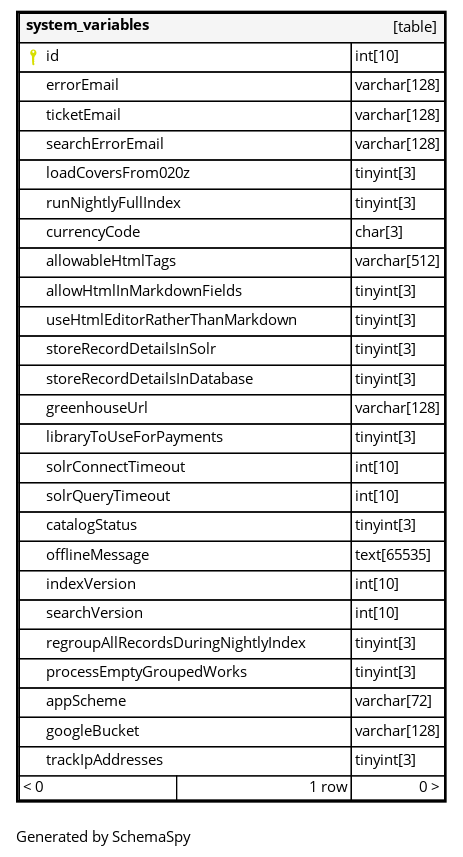 system_variables [table]
id int[10]
errorEmail varchar[128]
ticketEmail varchar[128]
searchErrorEmail varchar[128]
loadCoversFrom020z tinyint[3]
runNightlyFullIndex tinyint[3]
currencyCode char[3]
allowableHtmlTags varchar[512]
allowHtmlInMarkdownFields tinyint[3]
useHtmlEditorRatherThanMarkdown tinyint[3]
storeRecordDetailsInSolr tinyint[3]
storeRecordDetailsInDatabase tinyint[3]
greenhouseUrl varchar[128]
libraryToUseForPayments tinyint[3]
solrConnectTimeout int[10]
solrQueryTimeout int[10]
catalogStatus tinyint[3]
offlineMessage text[65535]
indexVersion int[10]
searchVersion int[10]
regroupAllRecordsDuringNightlyIndex tinyint[3]
processEmptyGroupedWorks tinyint[3]
appScheme varchar[72]
googleBucket varchar[128]
trackIpAddresses tinyint[3]
< 0 1 row 0 >
Generated by SchemaSpy